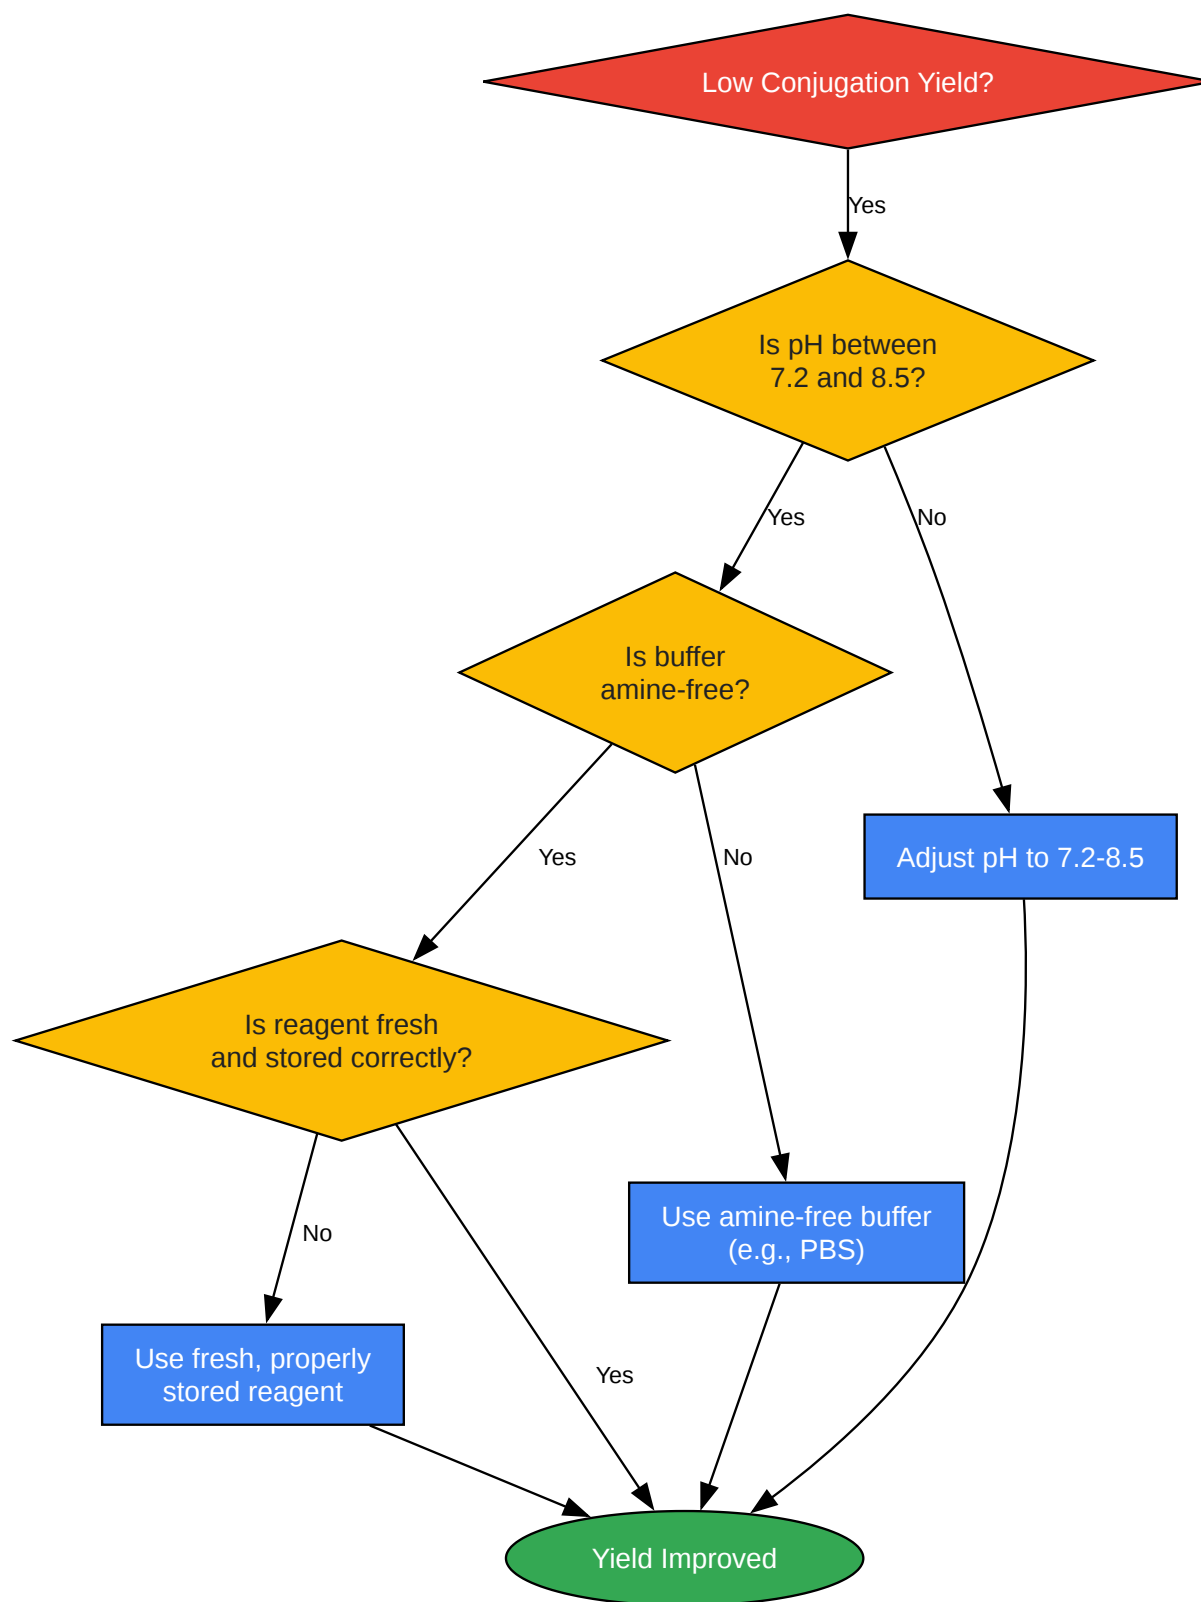 Low Conjugation Yield?
Yes
Is pH between
7.2 and 8.5?
Yes
No
Is buffer
amine-free?
Yes
No
Adjust pH to 7.2-8.5
Is reagent fresh
and stored correctly?
No
Use amine-free buffer
(e.g., PBS)
Use fresh, properly
stored reagent
Yes
Yield Improved